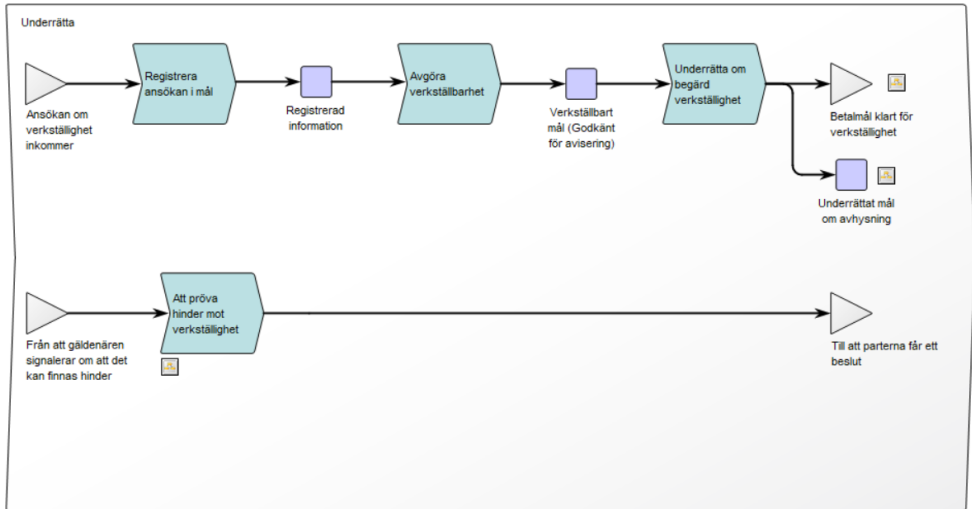 Underrätta
Registrera
ansökan i mål
Avgöra
verkställbarhet
Underrätta om
begärd
verkställighet
Ansökan om
verkställighet
inkommer
Registrerad
information
Verkställbart
mål (Godkänt
för avisering)
Betalmål klart för
verkställighet
Underrättat mål
om avhysning
Att pröva
hinder mot
verkställighet
Från att gäldenären
signalerar om att det
kan finnas hinder
Till att parterna får ett
beslut